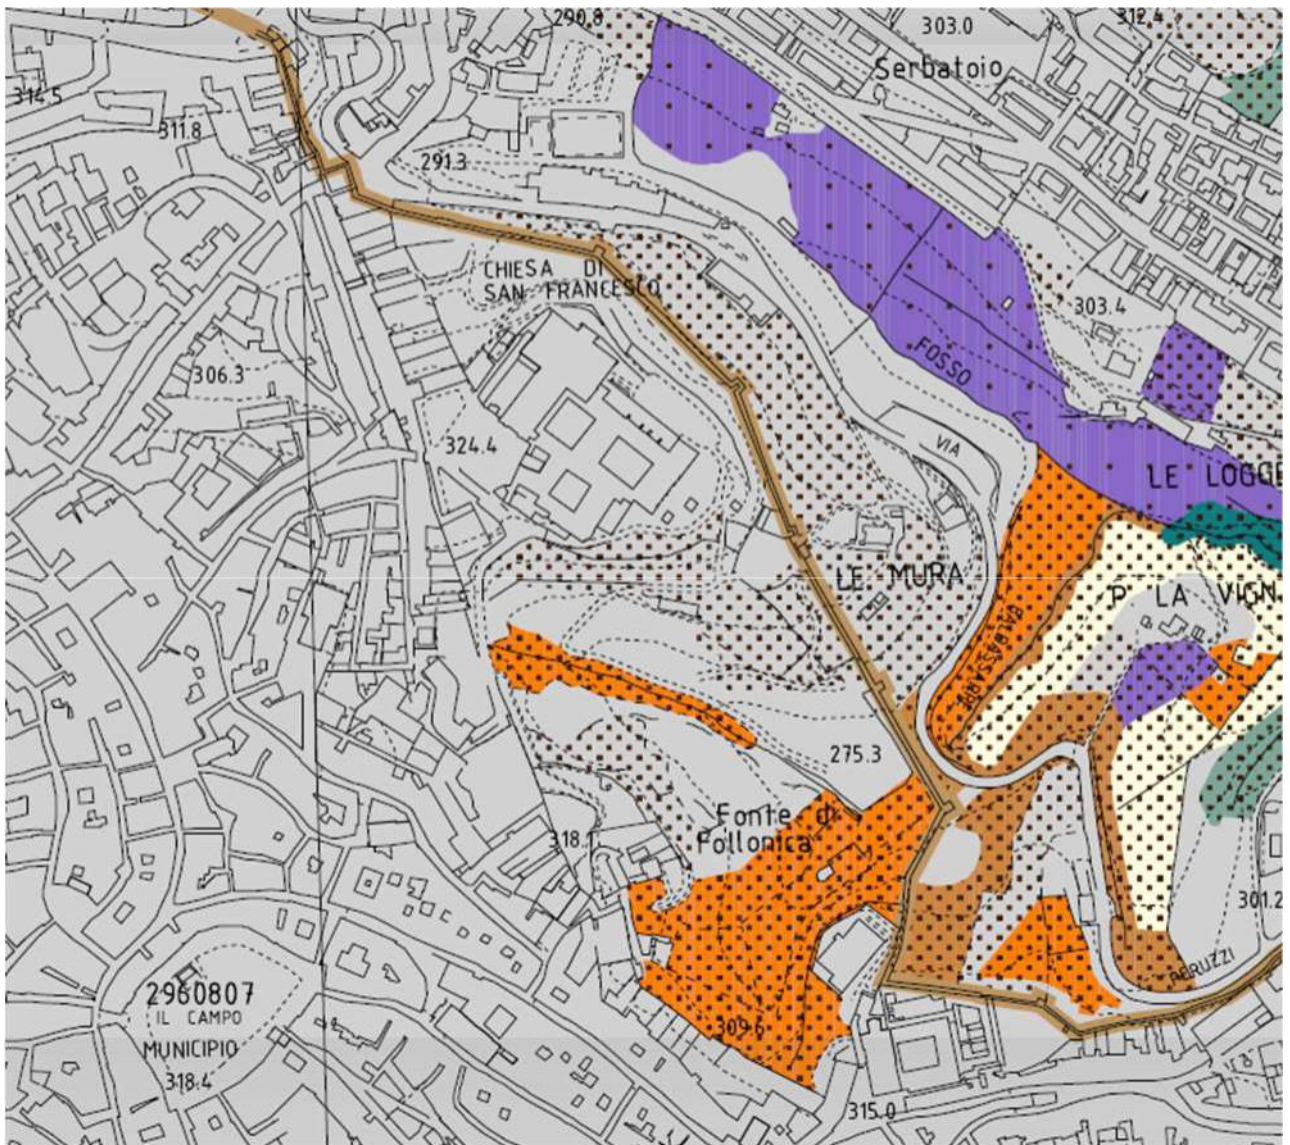 290.8
303.0
312.4
Serbatoio
314.5
311.8
291.3
CHIESA DI
SAN FRANCESCO
303.4
306.3
FOSSO
324.4
VIA
LE LOGGE
LE MURA
P LA VIGN
BALDASSARRE
275.3
Fonte di
Follonica
318.1
301.2
PERUZZI
2960807
IL CAMPO
309.6
MUNICIPIO
318.4
315.0